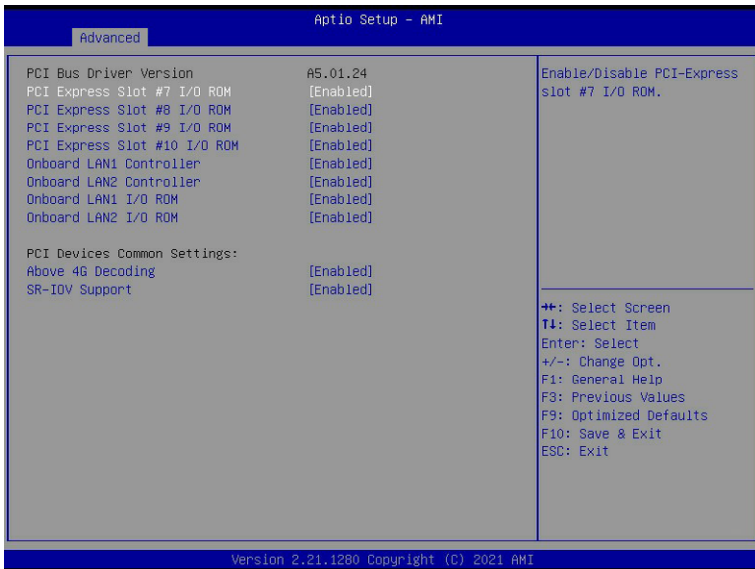 Aptio Setup - AMI
Advanced
PCI Bus Driver Version A5.01.24
PCI Express Slot #7 I/O ROM [Enabled]
PCI Express Slot #8 I/O ROM [Enabled]
PCI Express Slot #9 I/O ROM [Enabled]
PCI Express Slot #10 I/O ROM [Enabled]
Onboard LAN1 Controller [Enabled]
Onboard LAN2 Controller [Enabled]
Onboard LAN1 I/O ROM [Enabled]
Onboard LAN2 I/O ROM [Enabled]
PCI Devices Common Settings:
Above 4G Decoding [Enabled]
SR-IOV Support [Enabled]
Enable/Disable PCI-Express
slot #7 I/O ROM.
→←: Select Screen
↑↓: Select Item
Enter: Select
+/-: Change Opt.
F1: General Help
F3: Previous Values
F9: Optimized Defaults
F10: Save & Exit
ESC: Exit
Version 2.21.1280 Copyright (C) 2021 AMI